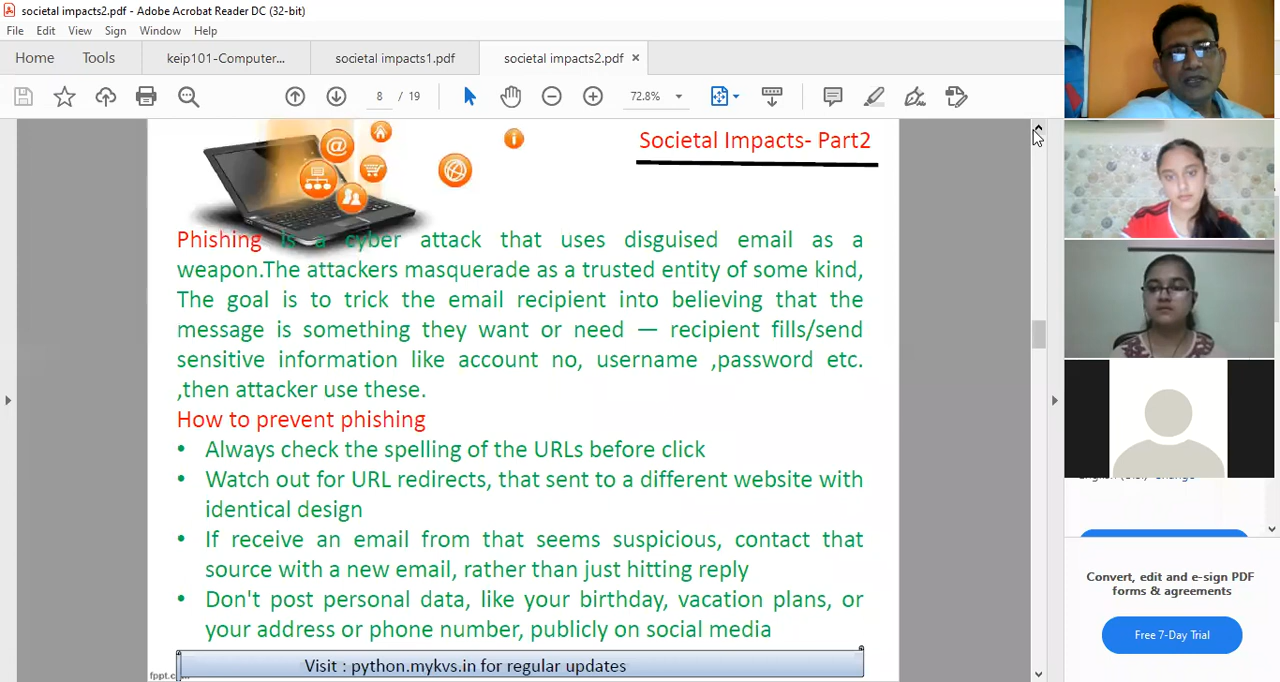 societal impacts2.pdf - Adobe Acrobat Reader DC (32-bit)
File Edit View Sign Window Help
Home Tools keip101-Computer... societal impacts1.pdf societal impacts2.pdf ×
8 / 19 72.8%
Societal Impacts- Part2
Phishing is a cyber attack that uses disguised email as a
weapon.The attackers masquerade as a trusted entity of some kind,
The goal is to trick the email recipient into believing that the
message is something they want or need — recipient fills/send
sensitive information like account no, username ,password etc.
,then attacker use these.
How to prevent phishing
• Always check the spelling of the URLs before click
• Watch out for URL redirects, that sent to a different website with
identical design
• If receive an email from that seems suspicious, contact that
source with a new email, rather than just hitting reply
• Don't post personal data, like your birthday, vacation plans, or
your address or phone number, publicly on social media
Visit : python.mykvs.in for regular updates
Convert, edit and e-sign PDF
forms & agreements
Free 7-Day Trial